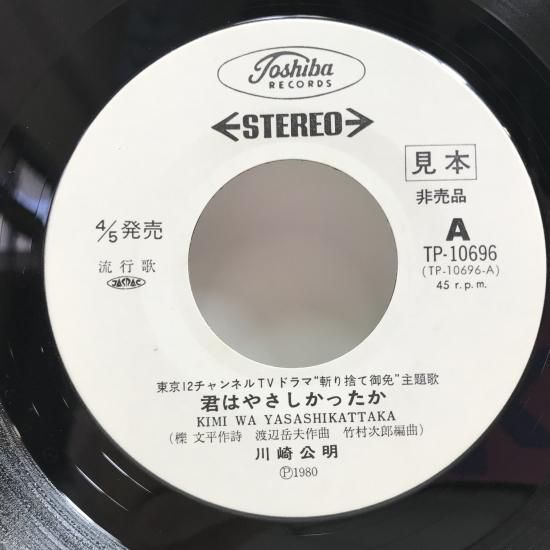 Toshiba
RECORDS
STEREO
見本
非売品
4/5発売
A
TP-10696
(TP-10696-A)
流行歌
JASRAC
45 r.p.m.
東京12チャンネルTVドラマ"斬り捨て御免"主題歌
君はやさしかったか
KIMI WA YASASHIKATTAKA
(櫟 文平作詩 渡辺岳夫作曲 竹村次郎編曲)
川崎公明
Ⓟ1980